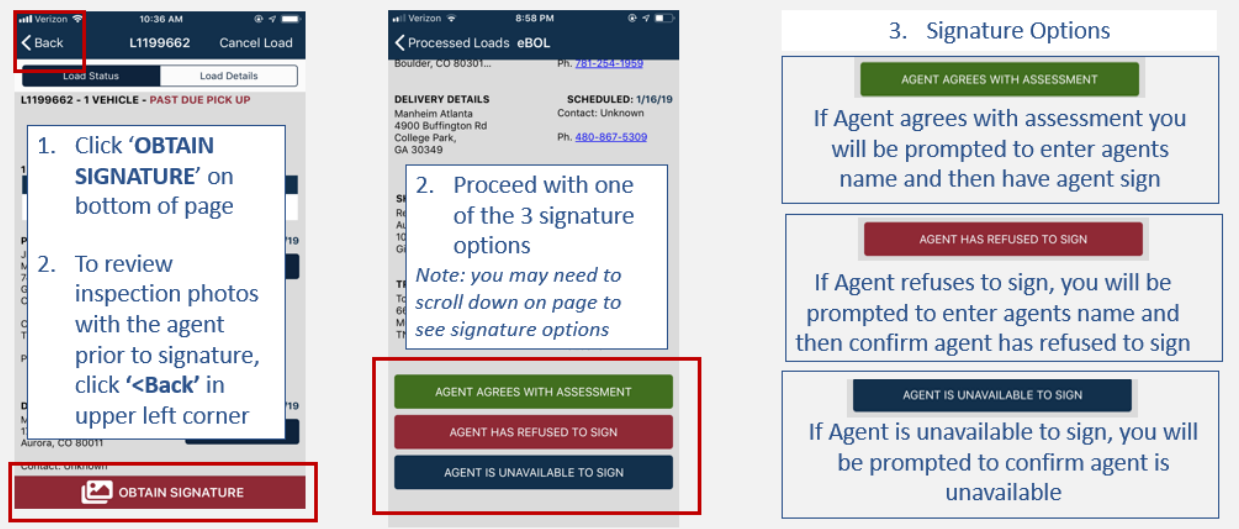 Verizon 10:36 AM
Back L1199662 Cancel Load
Load Status Load Details
L1199662 - 1 VEHICLE - PAST DUE PICK UP
1. Click ‘OBTAIN
SIGNATURE’ on
bottom of page
2. To review
inspection photos
with the agent
prior to signature,
click ‘<Back’ in
upper left corner
Aurora, CO 80011
Contact: Unknown
OBTAIN SIGNATURE
Verizon 8:58 PM
Processed Loads eBOL
Boulder, CO 80301... Ph. 781-254-1959
DELIVERY DETAILS SCHEDULED: 1/16/19
Manheim Atlanta Contact: Unknown
4900 Buffington Rd
College Park, Ph. 480-867-5309
GA 30349
2. Proceed with one
of the 3 signature
options
Note: you may need to
scroll down on page to
see signature options
AGENT AGREES WITH ASSESSMENT
AGENT HAS REFUSED TO SIGN
AGENT IS UNAVAILABLE TO SIGN
3. Signature Options
AGENT AGREES WITH ASSESSMENT
If Agent agrees with assessment you
will be prompted to enter agents
name and then have agent sign
AGENT HAS REFUSED TO SIGN
If Agent refuses to sign, you will be
prompted to enter agents name and
then confirm agent has refused to sign
AGENT IS UNAVAILABLE TO SIGN
If Agent is unavailable to sign, you will
be prompted to confirm agent is
unavailable